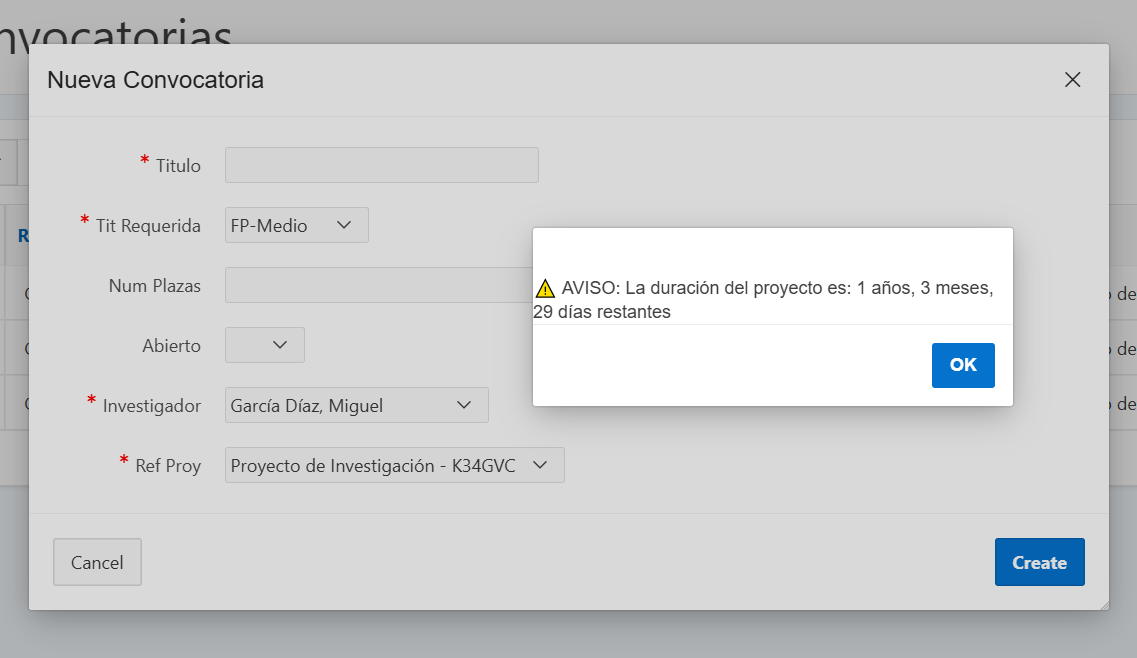 nvocatorias
Nueva Convocatoria
* Titulo
* Tit Requerida FP-Medio
Num Plazas
⚠ AVISO: La duración del proyecto es: 1 años, 3 meses,
29 días restantes
Abierto
OK
* Investigador García Díaz, Miguel
* Ref Proy Proyecto de Investigación - K34GVC
Cancel
Create
R
de
de
de